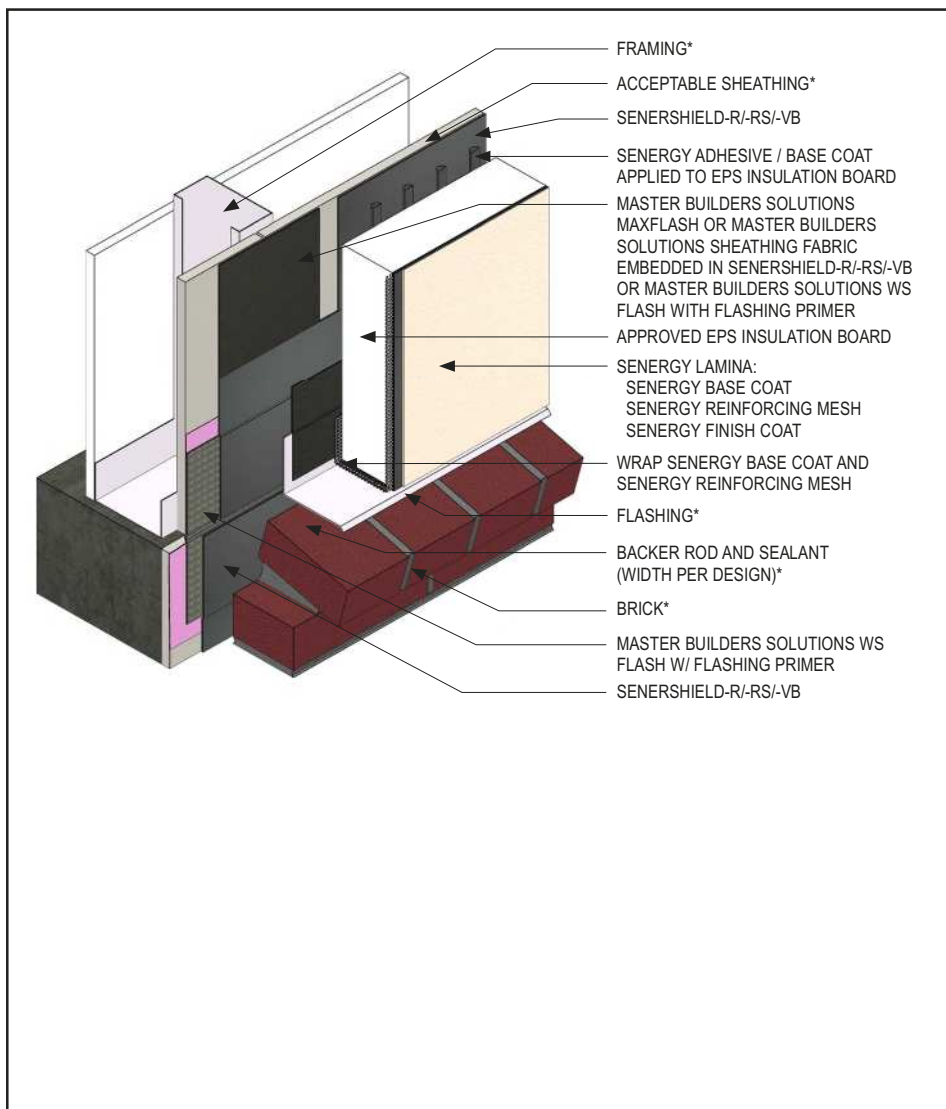 FRAMING*
ACCEPTABLE SHEATHING*
SENERSHIELD-R/-RS/-VB
SENERGY ADHESIVE / BASE COAT
APPLIED TO EPS INSULATION BOARD
MASTER BUILDERS SOLUTIONS
MAXFLASH OR MASTER BUILDERS
SOLUTIONS SHEATHING FABRIC
EMBEDDED IN SENERSHIELD-R/-RS/-VB
OR MASTER BUILDERS SOLUTIONS WS
FLASH WITH FLASHING PRIMER
APPROVED EPS INSULATION BOARD
SENERGY LAMINA:
SENERGY BASE COAT
SENERGY REINFORCING MESH
SENERGY FINISH COAT
WRAP SENERGY BASE COAT AND
SENERGY REINFORCING MESH
FLASHING*
BACKER ROD AND SEALANT
(WIDTH PER DESIGN)*
BRICK*
MASTER BUILDERS SOLUTIONS WS
FLASH W/ FLASHING PRIMER
SENERSHIELD-R/-RS/-VB